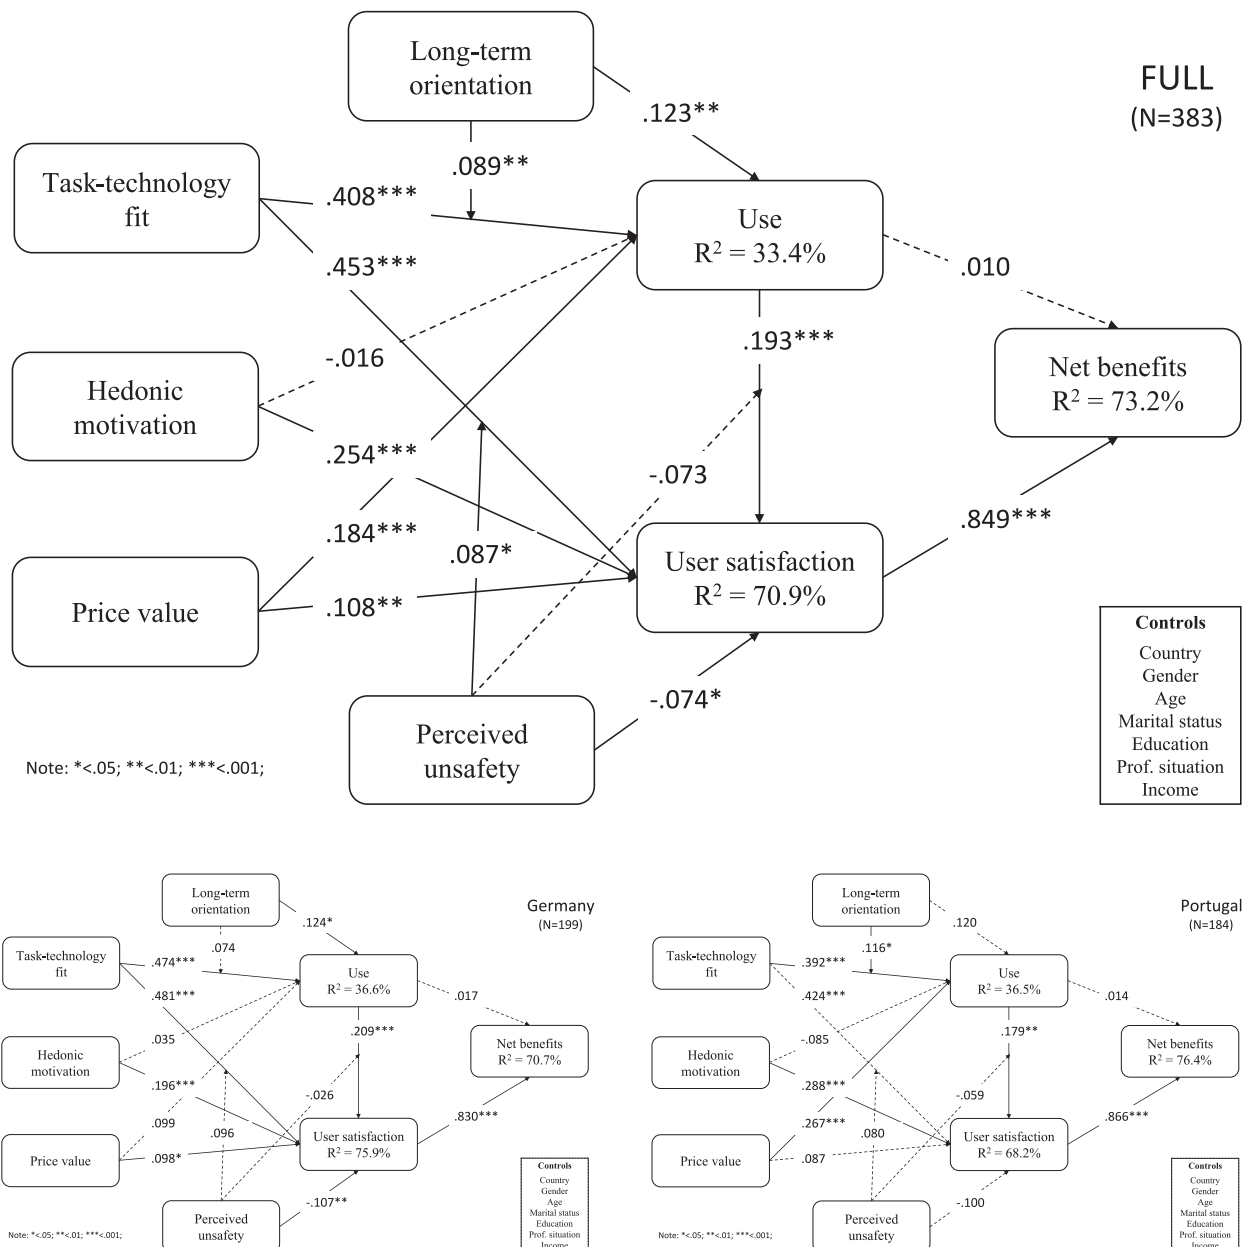 Long-term
orientation
FULL
(N=383)
.123**
.089**
Task-technology
fit
.408***
Use
R² = 33.4%
.453***
.010
.193***
-.016
Hedonic
motivation
Net benefits
R² = 73.2%
.254***
-.073
.184***
.087*
.849***
User satisfaction
R² = 70.9%
Price value
.108**
Controls
Country
Gender
Age
Marital status
Education
Prof. situation
Income
-.074*
Perceived
unsafety
Note: *<.05; **<.01; ***<.001;
Long-term
orientation
Germany
(N=199)
.124*
.074
Task-technology
fit
.474***
Use
R² = 36.6%
.481***
.017
.209***
.035
Hedonic
motivation
Net benefits
R² = 70.7%
.196***
-.026
.099
.096
.830***
User satisfaction
R² = 75.9%
Price value
.098*
Controls
Country
Gender
Age
Marital status
Education
Prof. situation
Income
-.107**
Perceived
unsafety
Note: *<.05; **<.01; ***<.001;
Long-term
orientation
Portugal
(N=184)
.120
.116*
Task-technology
fit
.392***
Use
R² = 36.5%
.424***
.014
.179**
-.085
Hedonic
motivation
Net benefits
R² = 76.4%
.288***
-.059
.267***
.080
.866***
User satisfaction
R² = 68.2%
Price value
.087
Controls
Country
Gender
Age
Marital status
Education
Prof. situation
Income
-.100
Perceived
unsafety
Note: *<.05; **<.01; ***<.001;